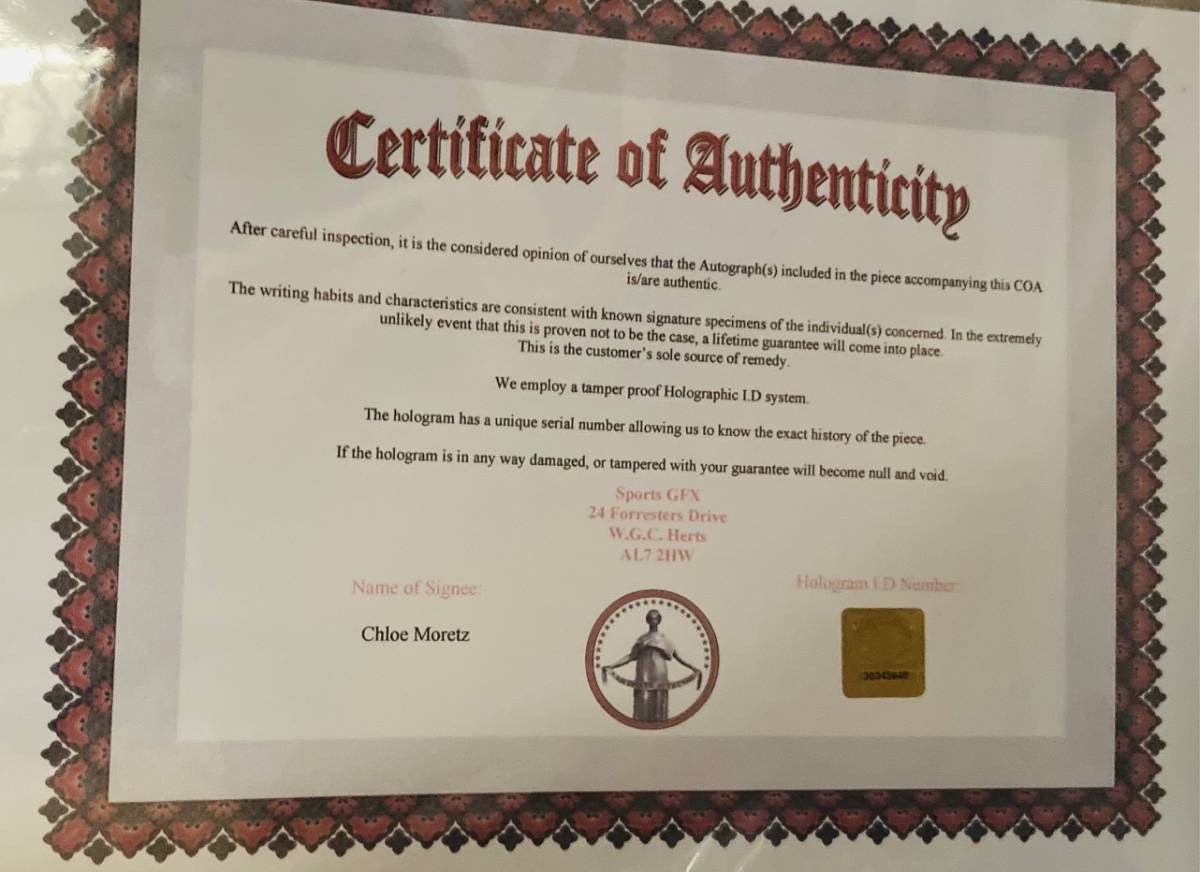 Certificate of Authenticity
After careful inspection, it is the considered opinion of ourselves that the Autograph(s) included in the piece accompanying this COA
is/are authentic.
The writing habits and characteristics are consistent with known signature specimens of the individual(s) concerned. In the extremely
unlikely event that this is proven not to be the case, a lifetime guarantee will come into place.
This is the customer's sole source of remedy.
We employ a tamper proof Holographic I.D system.
The hologram has a unique serial number allowing us to know the exact history of the piece.
If the hologram is in any way damaged, or tampered with your guarantee will become null and void.
Sports GFX
24 Forresters Drive
W.G.C. Herts
AL7 2HW
Name of Signee:
Hologram I.D Number:
Chloe Moretz